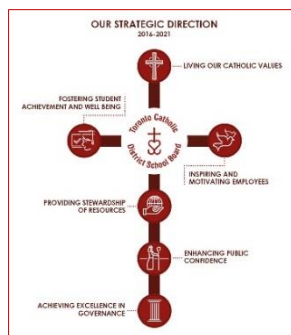 OUR STRATEGIC DIRECTION
2016-2021
LIVING OUR CATHOLIC VALUES
FOSTERING STUDENT
ACHIEVEMENT AND WELL BEING
Toronto Catholic
District School Board
INSPIRING AND
MOTIVATING EMPLOYEES
PROVIDING STEWARDSHIP
OF RESOURCES
ENHANCING PUBLIC
CONFIDENCE
ACHIEVING EXCELLENCE IN
GOVERNANCE